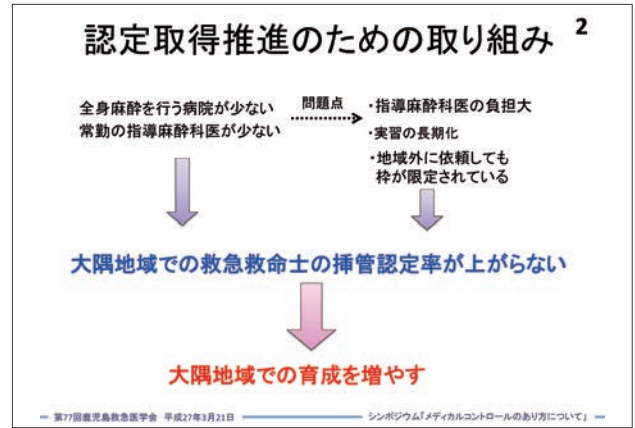 認定取得推進のための取り組み 2
全身麻酔を行う病院が少ない
常勤の指導麻酔科医が少ない
問題点
・指導麻酔科医の負担大
・実習の長期化
・地域外に依頼しても
枠が限定されている
大隅地域での救急救命士の挿管認定率が上がらない
大隅地域での育成を増やす
第77回鹿児島救急医学会 平成27年3月21日
シンポジウム「メディカルコントロールのあり方について」